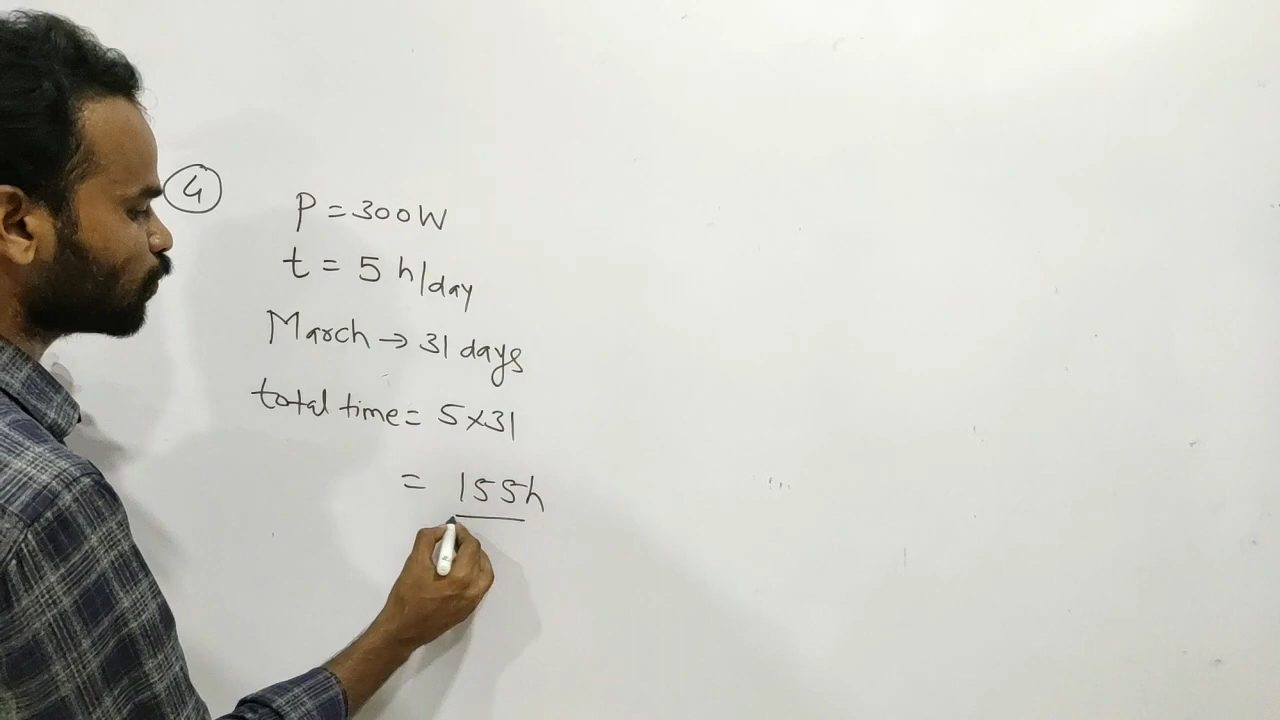 4
P = 300W
t = 5 h/day
March → 31 days
total time = 5×31
= 155h